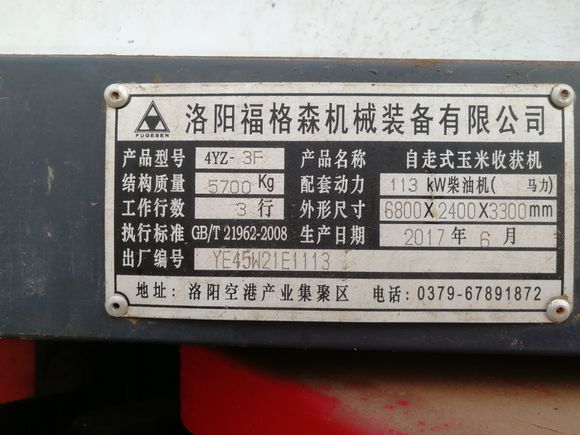 洛阳福格森机械装备有限公司
FUGESEN
产品型号 4YZ-3F 产品名称 自走式玉米收获机
结构质量 5700 Kg 配套动力 113 kW柴油机( 马力)
工作行数 3 行 外形尺寸 6800X2400X3300mm
执行标准 GB/T 21962-2008 生产日期 2017 年 6 月
出厂编号 YE45W21E1113
地址: 洛阳空港产业集聚区 电话: 0379-67891872